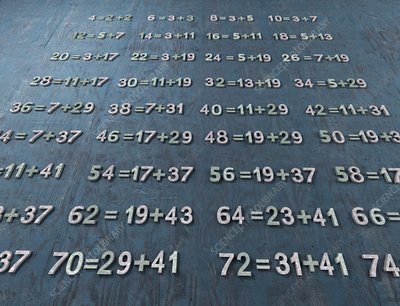 4=2+2 6=3+3 8=3+5 10=3+7
12=5+7 14=3+11 16=5+11 18=5+13
20=3+17 22=3+19 24=5+19 26=7+19
28=11+17 30=11+19 32=13+19 34=5+29
36=7+29 38=7+31 40=11+29 42=11+31
4=7+37 46=17+29 48=19+29 50=19+3
=11+41 54=17+37 56=19+37 58=17
3+37 62=19+43 64=23+41 66=
37 70=29+41 72=31+41 74